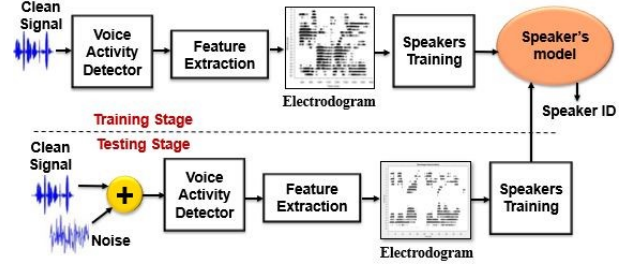 Clean
Signal
Voice
Activity
Detector
Feature
Extraction
Electrodogram
Speakers
Training
Speaker's
model
Speaker ID
Training Stage
Testing Stage
Clean
Signal
+
Noise
Voice
Activity
Detector
Feature
Extraction
Electrodogram
Speakers
Training